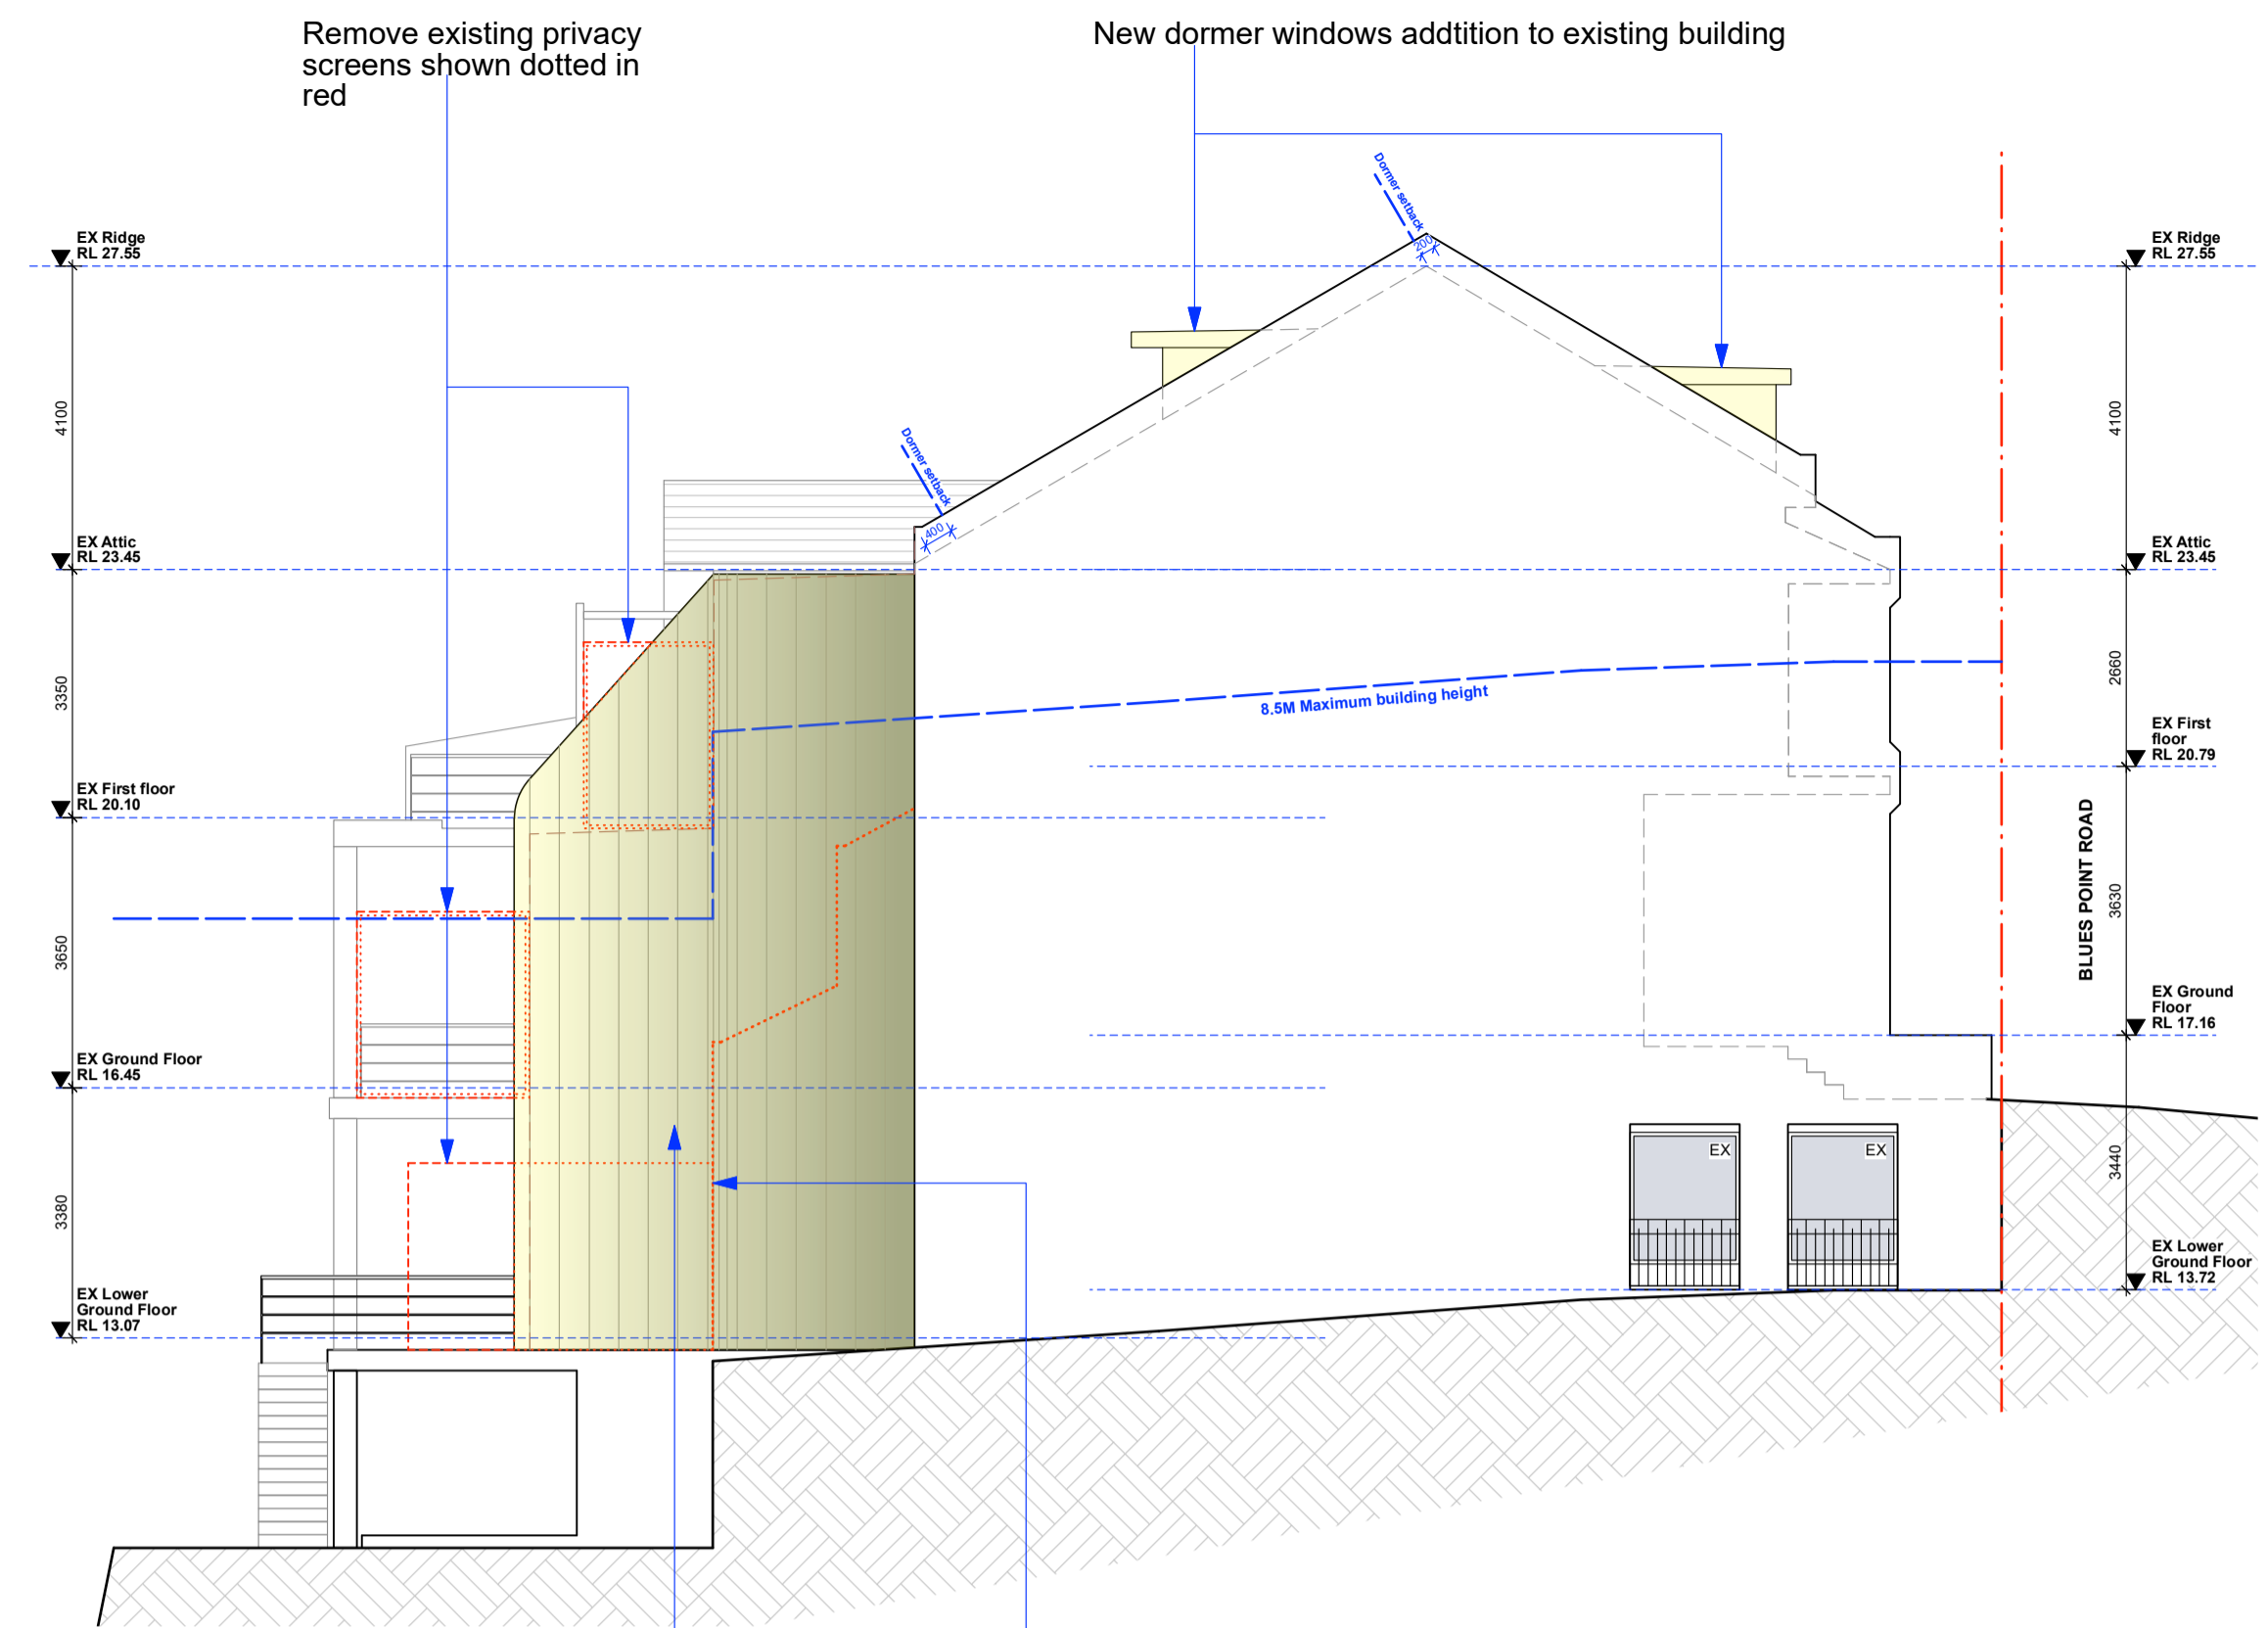 Remove existing privacy
screens shown dotted in
red
New dormer windows addtition to existing building
Dormer setback
200
EX Ridge
RL 27.55
EX Ridge
RL 27.55
4100
4100
Dormer setback
400
EX Attic
RL 23.45
EX Attic
RL 23.45
3350
2660
8.5M Maximum building height
EX First
floor
RL 20.79
EX First floor
RL 20.10
BLUES POINT ROAD
3650
3630
EX Ground
Floor
RL 17.16
EX Ground Floor
RL 16.45
EX
EX
3380
3440
EX Lower
Ground Floor
RL 13.72
EX Lower
Ground Floor
RL 13.07